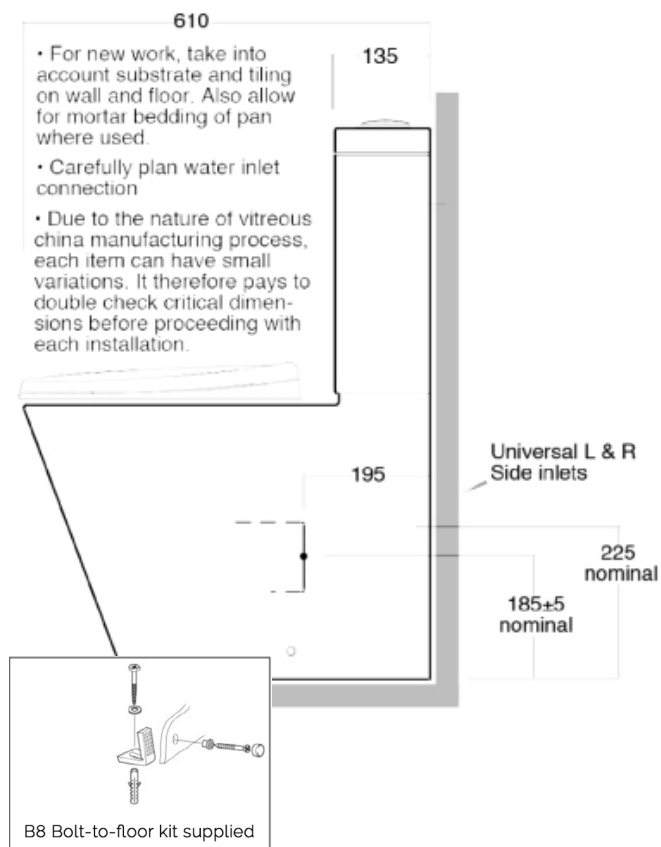 610
135
• For new work, take into
account substrate and tiling
on wall and floor. Also allow
for mortar bedding of pan
where used.
• Carefully plan water inlet
connection
• Due to the nature of vitreous
china manufacturing process,
each item can have small
variations. It therefore pays to
double check critical dimen-
sions before proceeding with
each installation.
Universal L & R
Side inlets
195
225
nominal
185±5
nominal
B8 Bolt-to-floor kit supplied